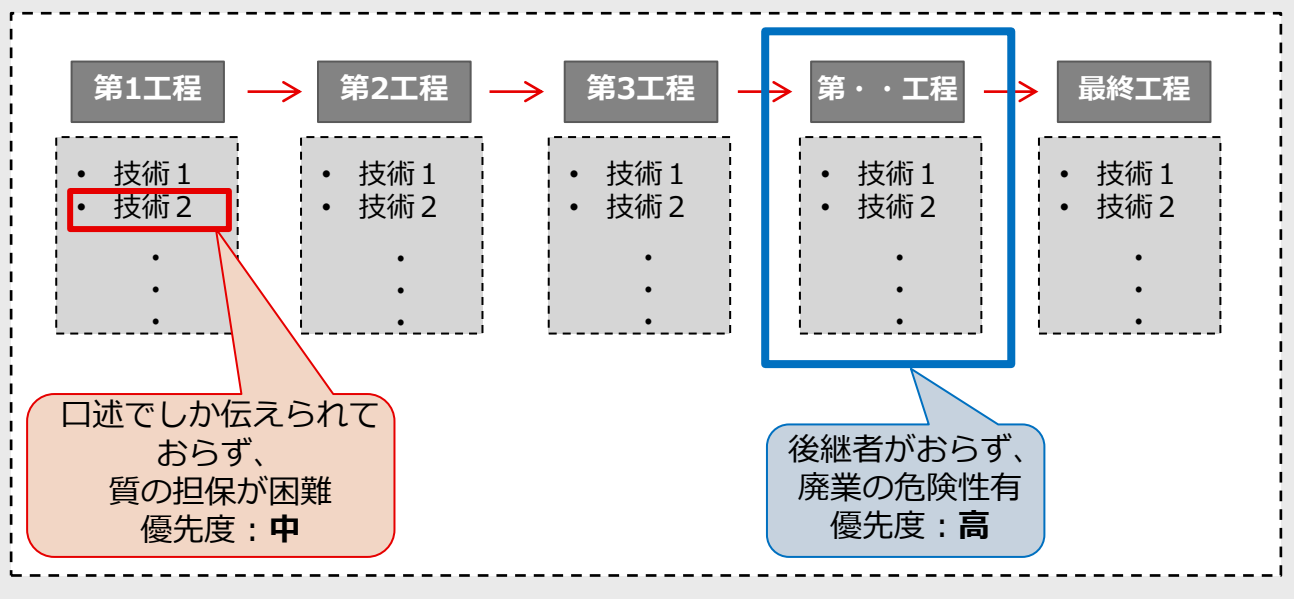 第1工程
第2工程
第3工程
第・・工程
最終工程
• 技術１
• 技術２
・
・
・
• 技術１
• 技術２
・
・
・
• 技術１
• 技術２
・
・
・
• 技術１
• 技術２
・
・
・
• 技術１
• 技術２
・
・
・
口述でしか伝えられて
おらず、
質の担保が困難
優先度：中
後継者がおらず、
廃業の危険性有
優先度：高